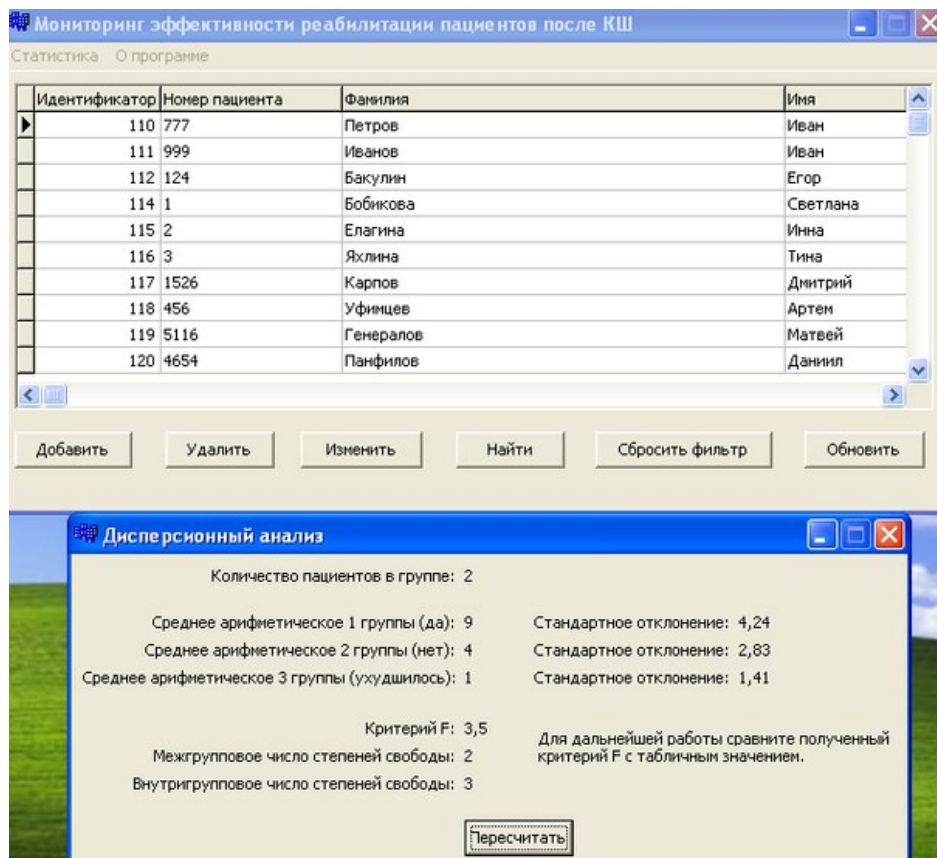 Мониторинг эффективности реабилитации пациентов после КШ
Статистика О программе
Идентификатор Номер пациента Фамилия Имя
110 777 Петров Иван
111 999 Иванов Иван
112 124 Бакулин Егор
114 1 Бобикова Светлана
115 2 Елагина Инна
116 3 Яхлина Тина
117 1526 Карпов Дмитрий
118 456 Уфимцев Артем
119 5116 Генералов Матвей
120 4654 Панфилов Даниил
Добавить Удалить Изменить Найти Сбросить фильтр Обновить
Дисперсионный анализ
Количество пациентов в группе: 2
Среднее арифметическое 1 группы (да): 9 Стандартное отклонение: 4,24
Среднее арифметическое 2 группы (нет): 4 Стандартное отклонение: 2,83
Среднее арифметическое 3 группы (ухудшилось): 1 Стандартное отклонение: 1,41
Критерий F: 3,5
Для дальнейшей работы сравните полученный
Межгрупповое число степеней свободы: 2 критерий F с табличным значением.
Внутригрупповое число степеней свободы: 3
Пересчитать